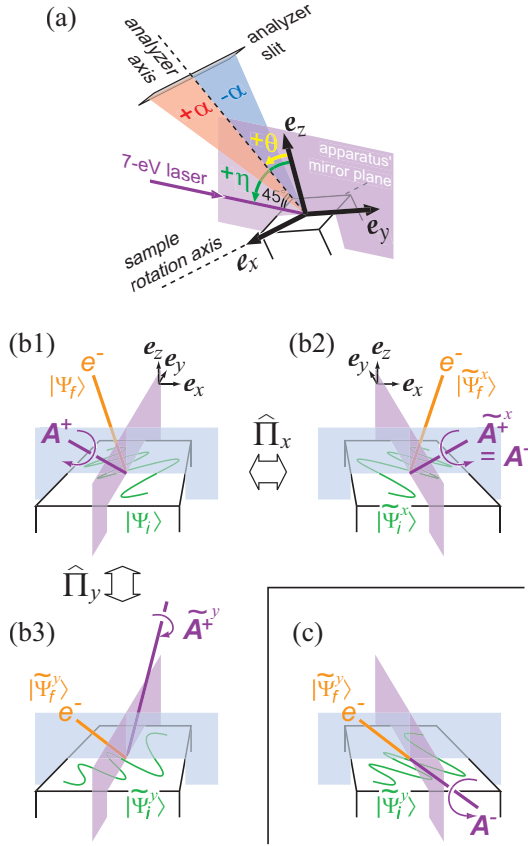 (a)
analyzer axis
analyzer slit
+α
-α
e_z
+θ
apparatus'
mirror plane
7-eV laser
+η
45
e_y
sample
rotation axis
e_x
(b1)
e⁻
|Ψ_f⟩
e_z
e_y
e_x
A⁺
|Ψ_i⟩
Π̂_x
(b2)
e_z
e_y
e_x
e⁻
|Ψ̃_f^x⟩
Ã⁺^x
= A⁻
|Ψ̃_i^x⟩
Π̂_y
(b3)
Ã⁺^y
|Ψ̃_f^y⟩
e⁻
|Ψ̃_i^y⟩
(c)
|Ψ̃_f^y⟩
e⁻
|Ψ̃_i^y⟩
A⁻